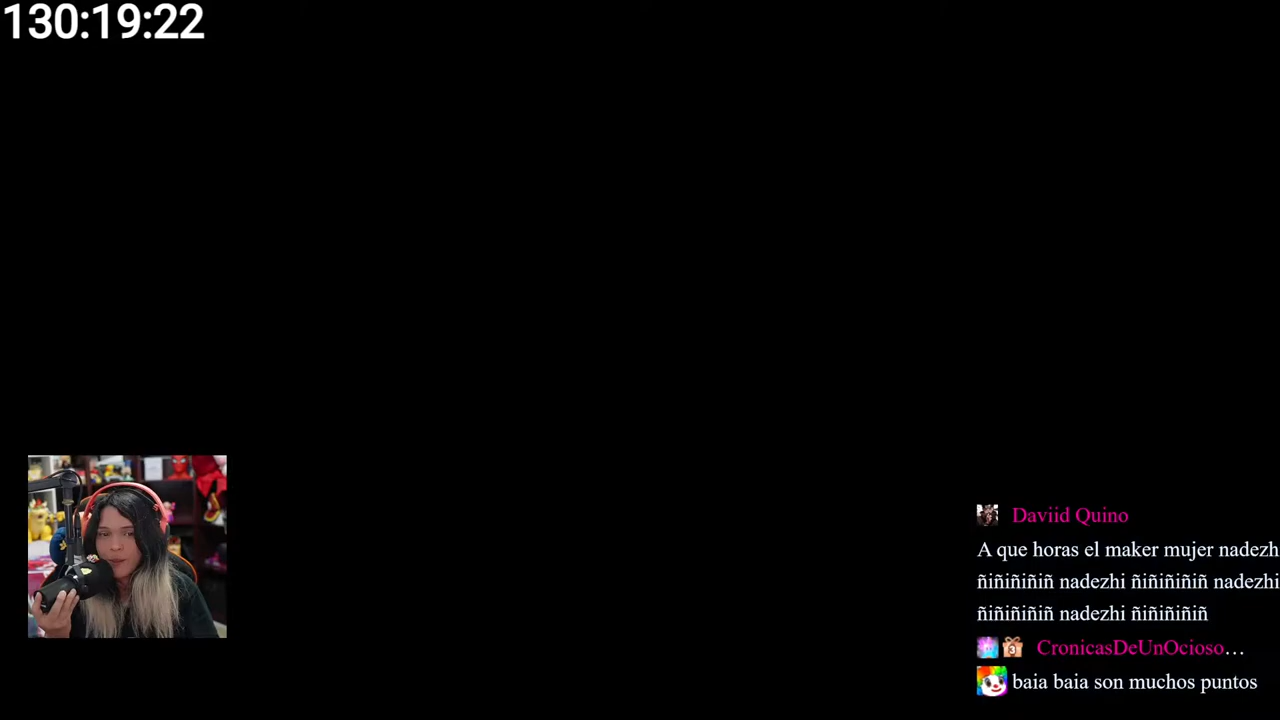 130:19:22
Daviid Quino
A que horas el maker mujer nadezh
ñiñiñiñiñ nadezhi ñiñiñiñiñ nadezhi
ñiñiñiñiñ nadezhi ñiñiñiñiñ
3 CronicasDeUnOcioso…
baia baia son muchos puntos